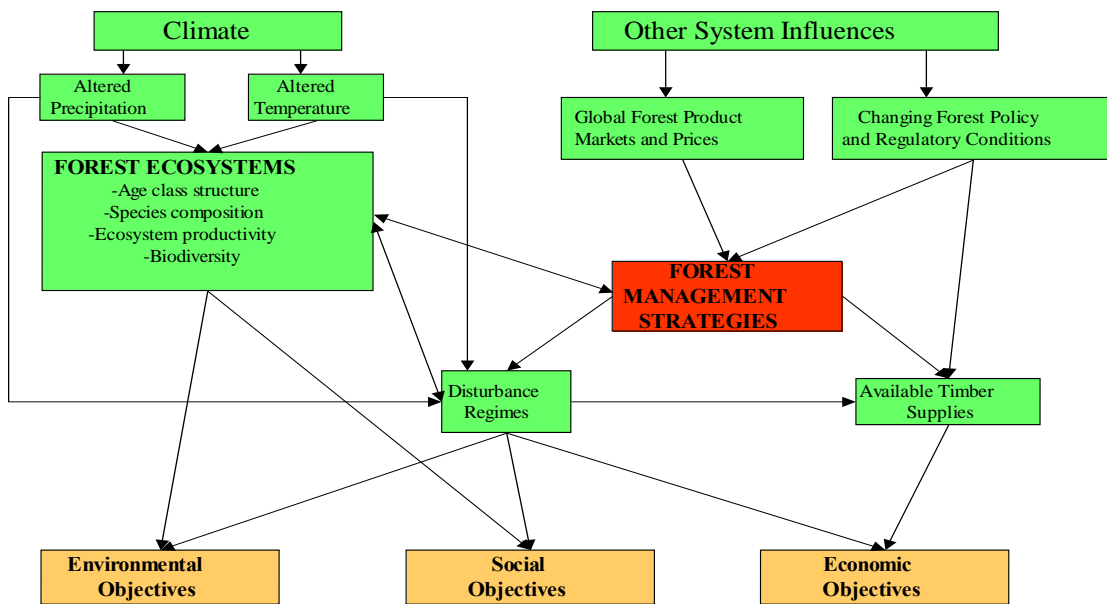 Climate
Other System Influences
Altered
Precipitation
Altered
Temperature
Global Forest Product
Markets and Prices
Changing Forest Policy
and Regulatory Conditions
FOREST ECOSYSTEMS
-Age class structure
-Species composition
-Ecosystem productivity
-Biodiversity
FOREST
MANAGEMENT
STRATEGIES
Disturbance
Regimes
Available Timber
Supplies
Environmental
Objectives
Social
Objectives
Economic
Objectives